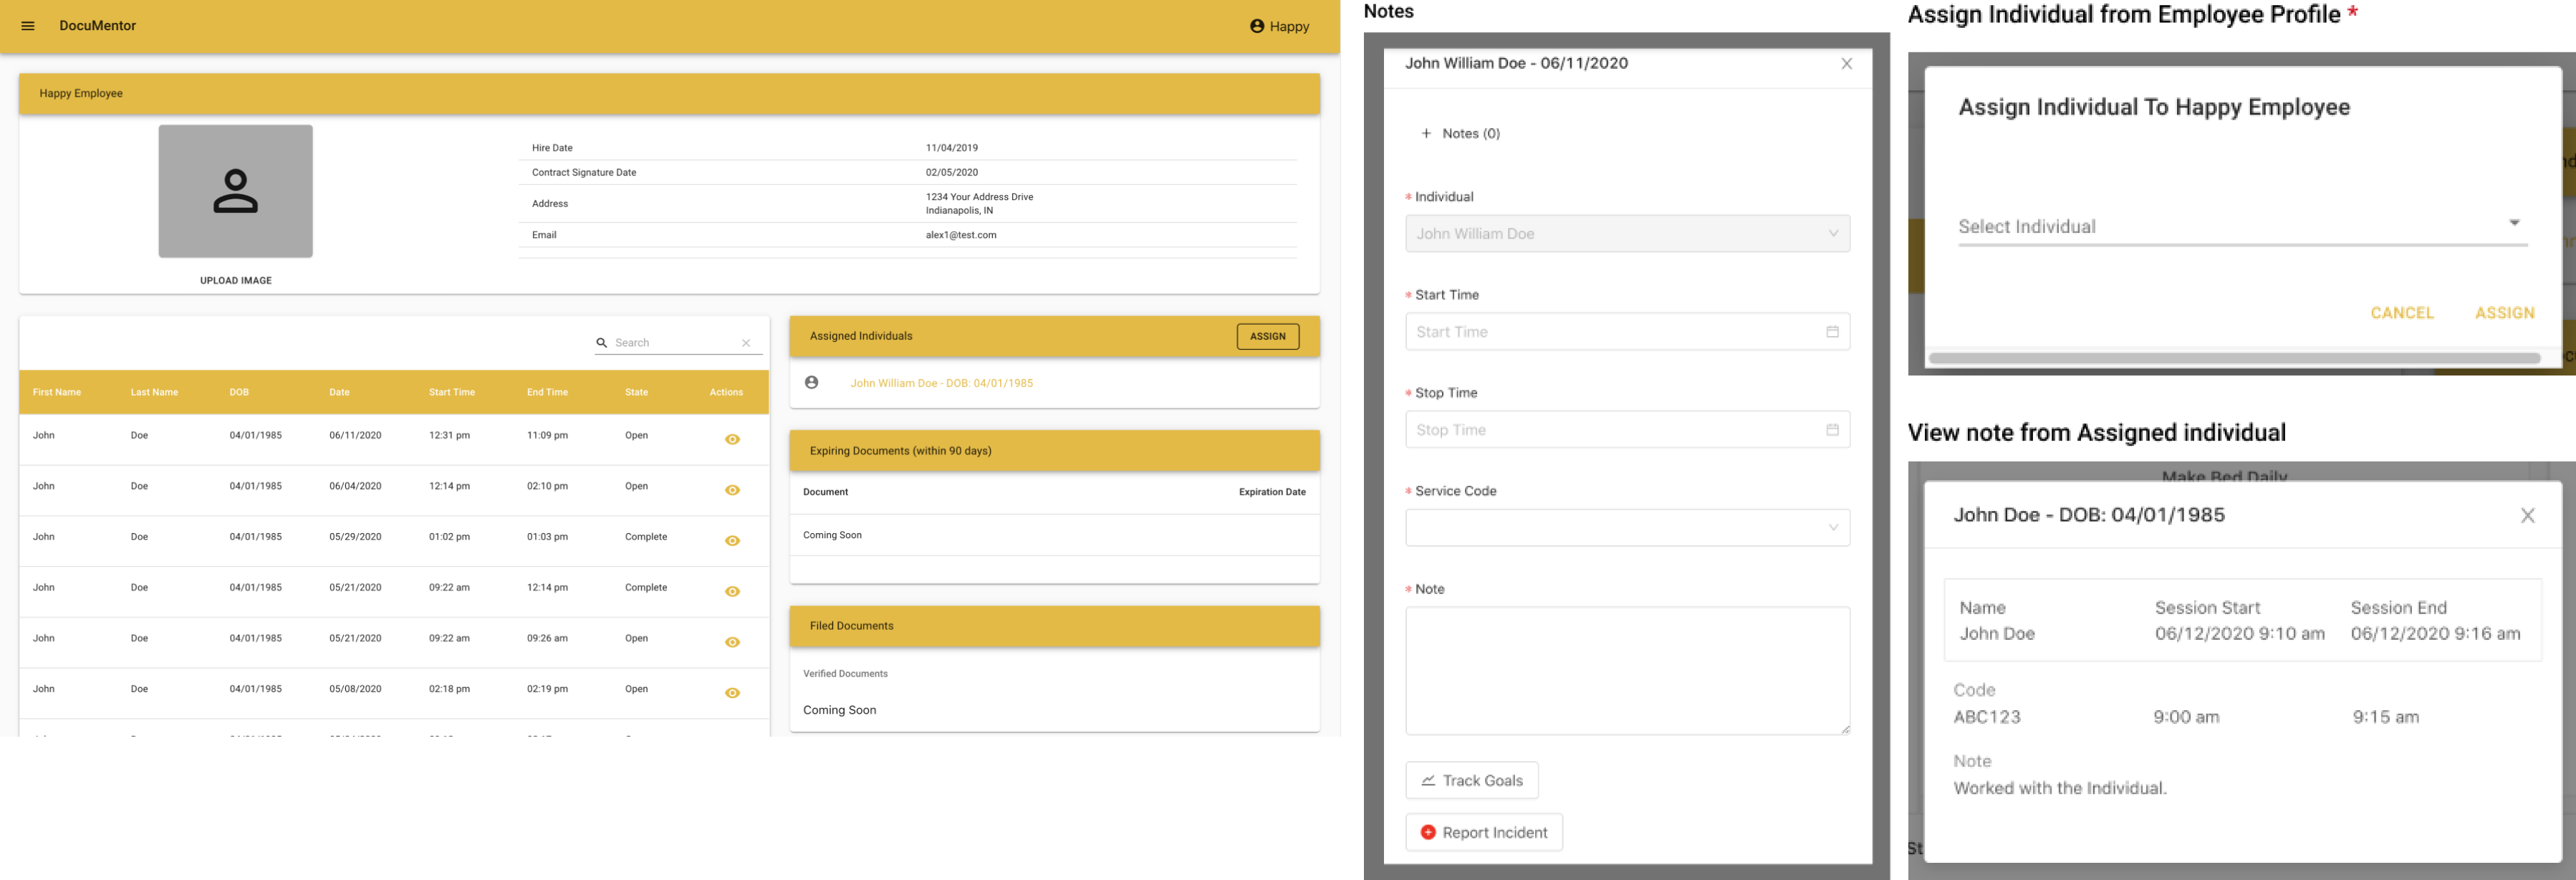 DocuMentor
Happy
Happy Employee
UPLOAD IMAGE
Hire Date 11/04/2019
Contract Signature Date 02/05/2020
Address 1234 Your Address Drive
Indianapolis, IN
Email alex1@test.com
Search
First Name Last Name DOB Date Start Time End Time State Actions
John Doe 04/01/1985 06/11/2020 12:31 pm 11:09 pm Open
John Doe 04/01/1985 06/04/2020 12:14 pm 02:10 pm Open
John Doe 04/01/1985 05/29/2020 01:02 pm 01:03 pm Complete
John Doe 04/01/1985 05/21/2020 09:22 am 12:14 pm Complete
John Doe 04/01/1985 05/21/2020 09:22 am 09:26 am Open
John Doe 04/01/1985 05/08/2020 02:18 pm 02:19 pm Open
Assigned Individuals ASSIGN
John William Doe - DOB: 04/01/1985
Expiring Documents (within 90 days)
Document Expiration Date
Coming Soon
Filed Documents
Verified Documents
Coming Soon
Notes
John William Doe - 06/11/2020
+ Notes (0)
* Individual
John William Doe
* Start Time
Start Time
* Stop Time
Stop Time
* Service Code
* Note
Track Goals
Report Incident
Assign Individual from Employee Profile *
Assign Individual To Happy Employee
Select Individual
CANCEL ASSIGN
View note from Assigned individual
Make Bed Daily
John Doe - DOB: 04/01/1985
Name Session Start Session End
John Doe 06/12/2020 9:10 am 06/12/2020 9:16 am
Code
ABC123 9:00 am 9:15 am
Note
Worked with the Individual.
St